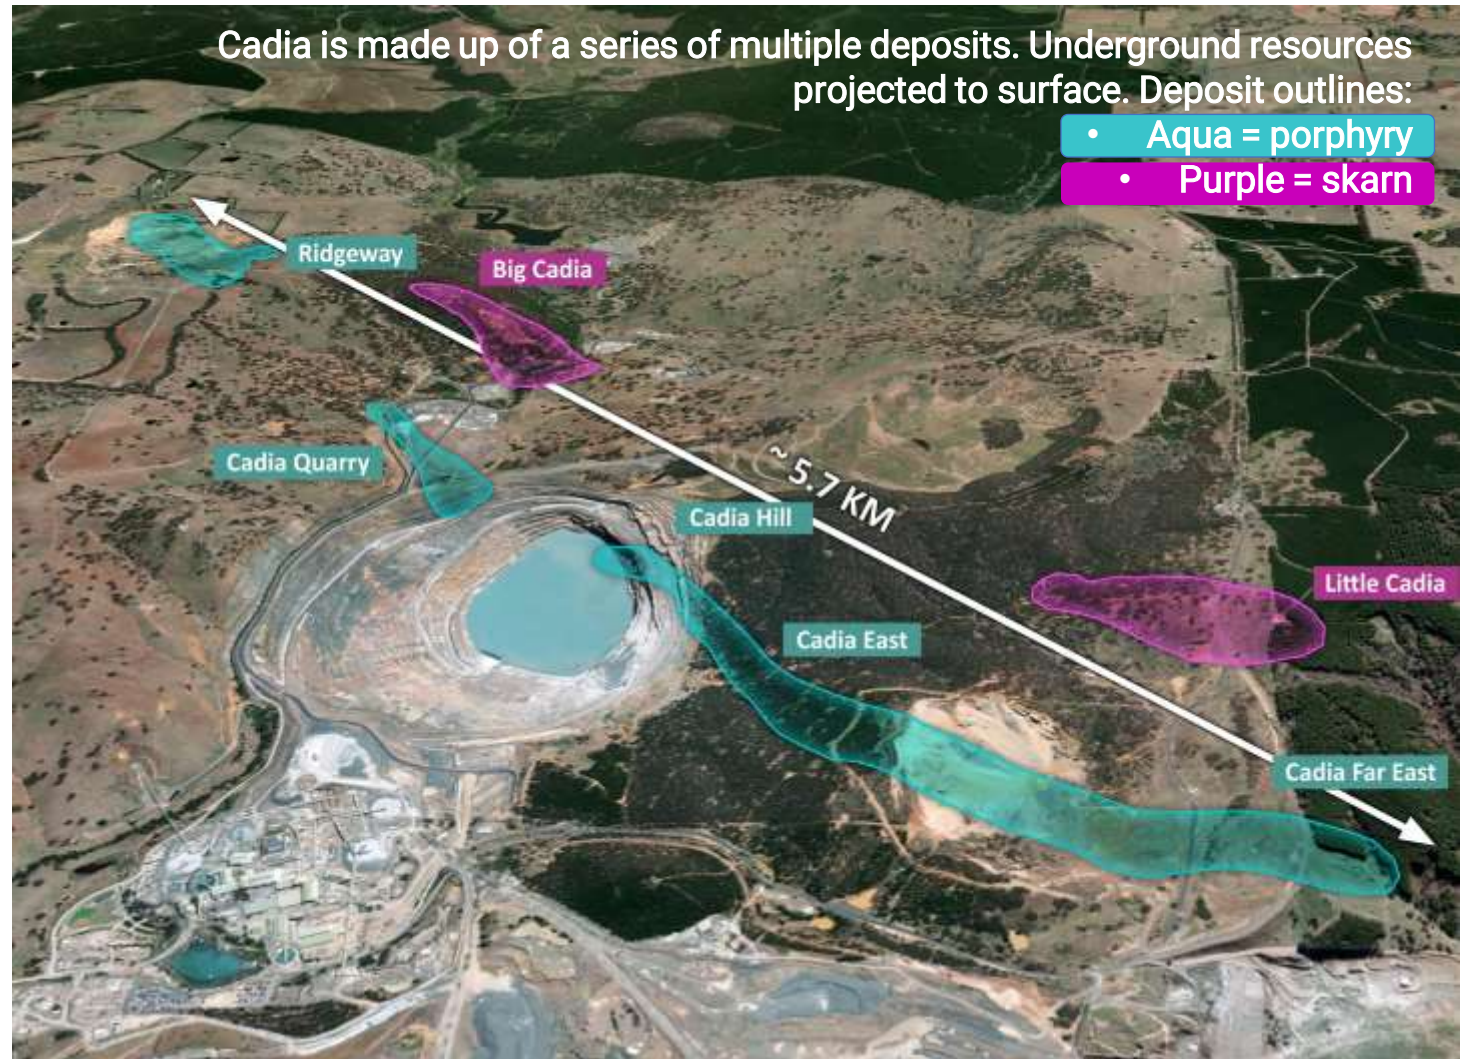 Cadia is made up of a series of multiple deposits. Underground resources
projected to surface. Deposit outlines:
• Aqua = porphyry
• Purple = skarn
Ridgeway
Big Cadia
Cadia Quarry
~ 5.7 KM
Cadia Hill
Little Cadia
Cadia East
Cadia Far East